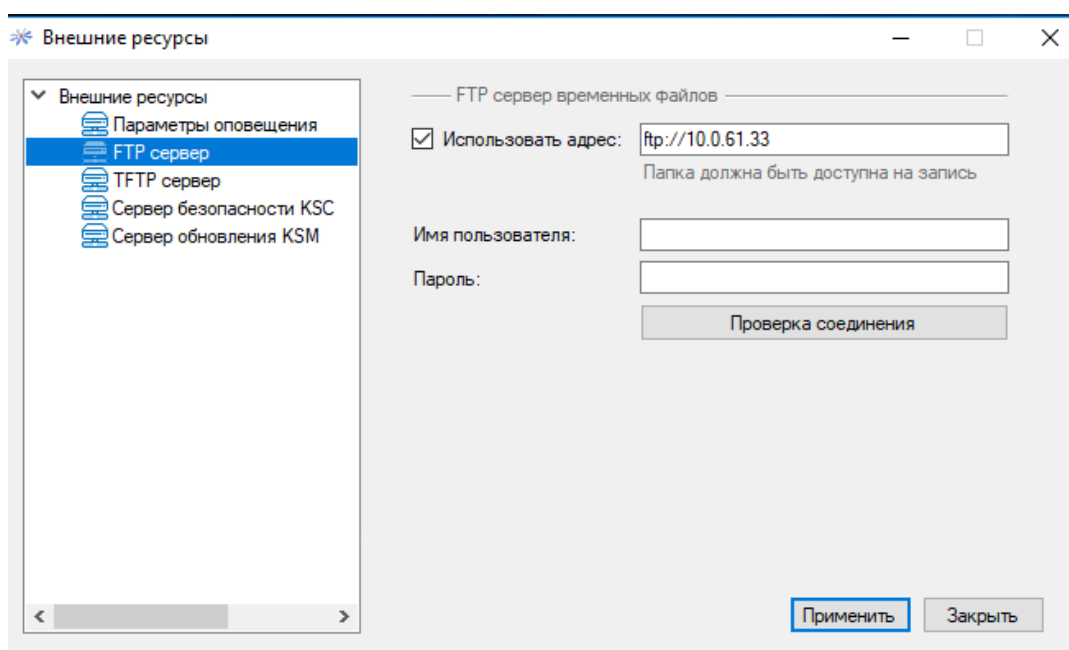 Внешние ресурсы
Внешние ресурсы
Параметры оповещения
FTP сервер
TFTP сервер
Сервер безопасности KSC
Сервер обновления KSM
FTP сервер временных файлов
Использовать адрес: ftp://10.0.61.33
Папка должна быть доступна на запись
Имя пользователя:
Пароль:
Проверка соединения
Применить Закрыть